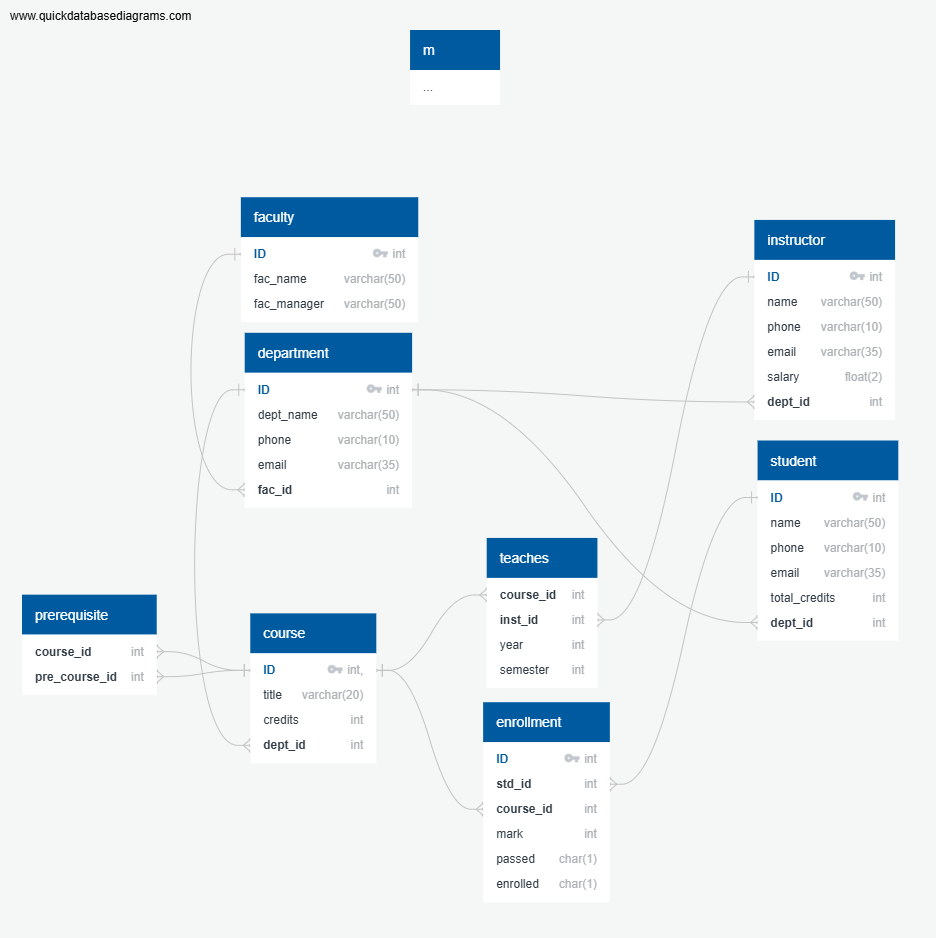 www.quickdatabasediagrams.com
m
...
faculty
ID int
fac_name varchar(50)
fac_manager varchar(50)
instructor
ID int
name varchar(50)
phone varchar(10)
email varchar(35)
salary float(2)
dept_id int
department
ID int
dept_name varchar(50)
phone varchar(10)
email varchar(35)
fac_id int
student
ID int
name varchar(50)
phone varchar(10)
email varchar(35)
total_credits int
dept_id int
teaches
course_id int
inst_id int
year int
semester int
prerequisite
course_id int
pre_course_id int
course
ID int,
title varchar(20)
credits int
dept_id int
enrollment
ID int
std_id int
course_id int
mark int
passed char(1)
enrolled char(1)